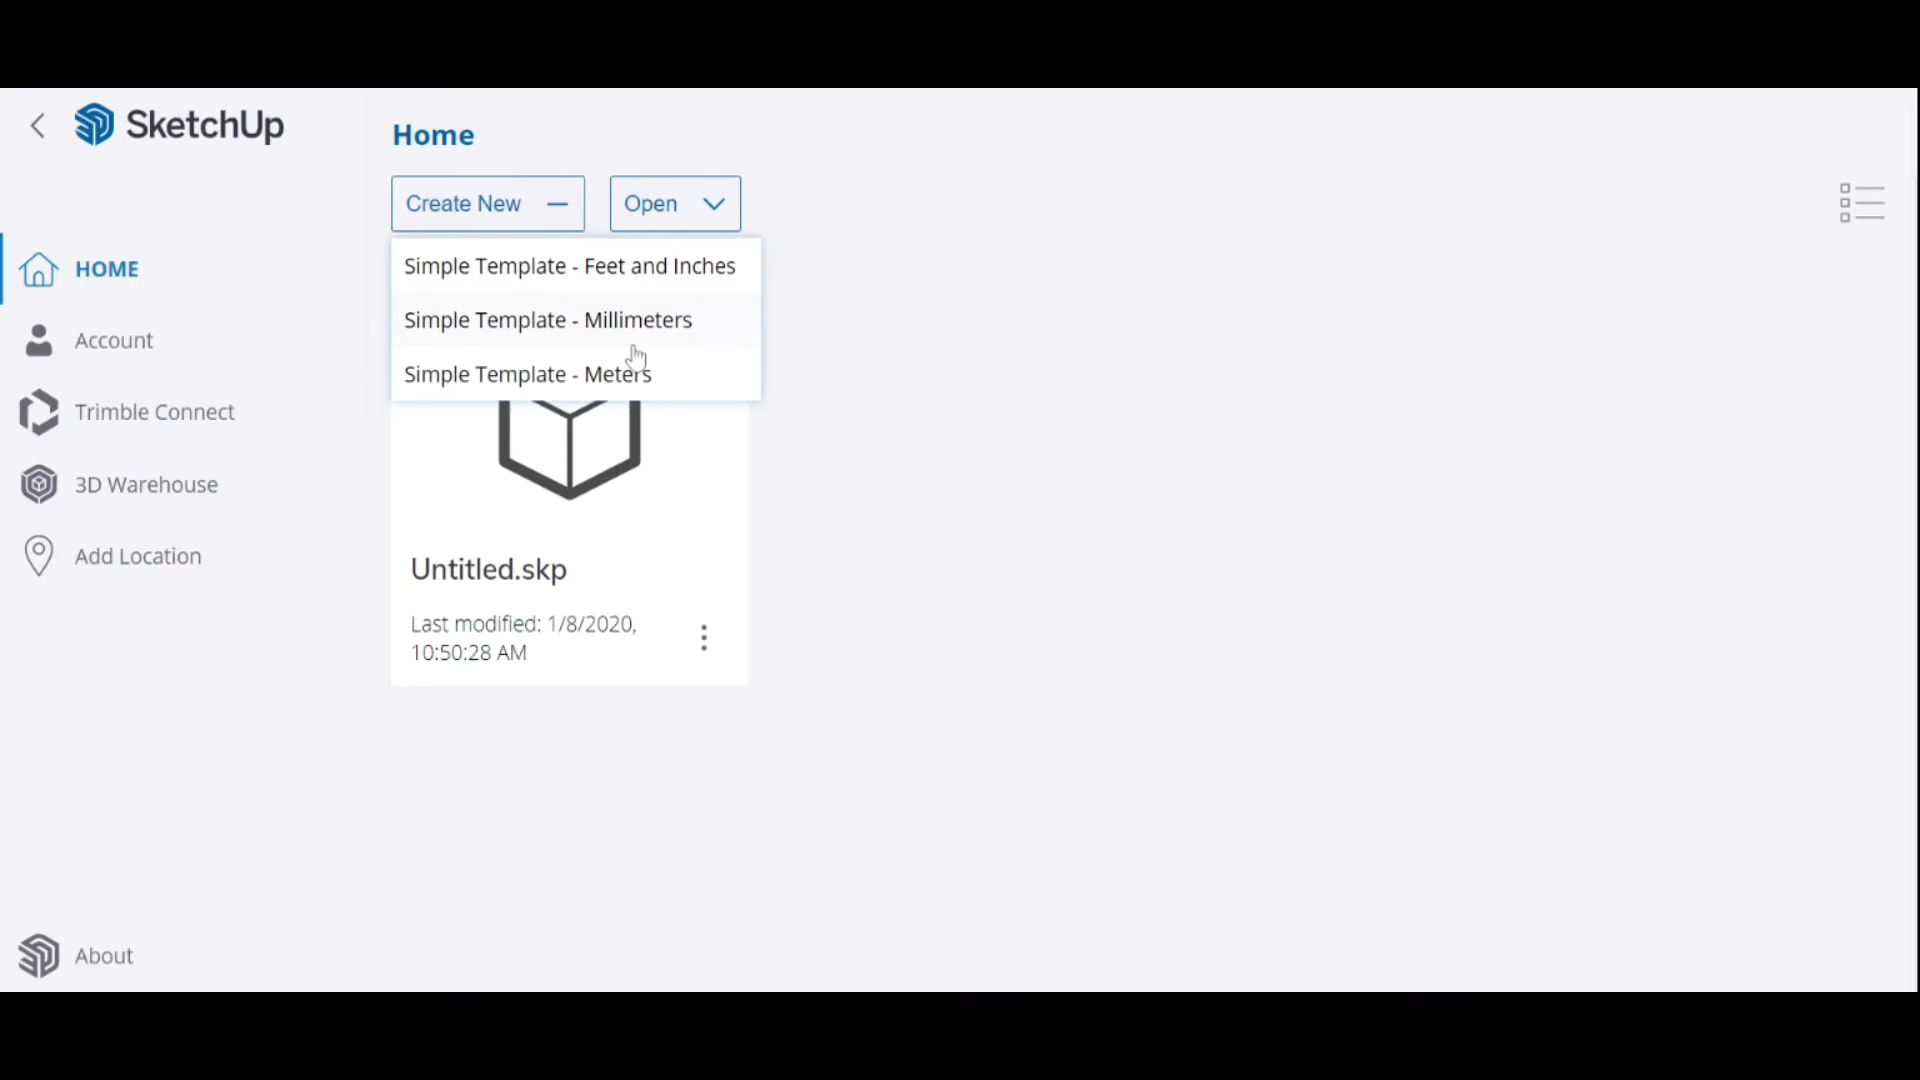 SketchUp
Home
Create New
Open
Simple Template - Feet and Inches
Simple Template - Millimeters
Simple Template - Meters
HOME
Account
Trimble Connect
3D Warehouse
Add Location
Untitled.skp
Last modified: 1/8/2020,
10:50:28 AM
About